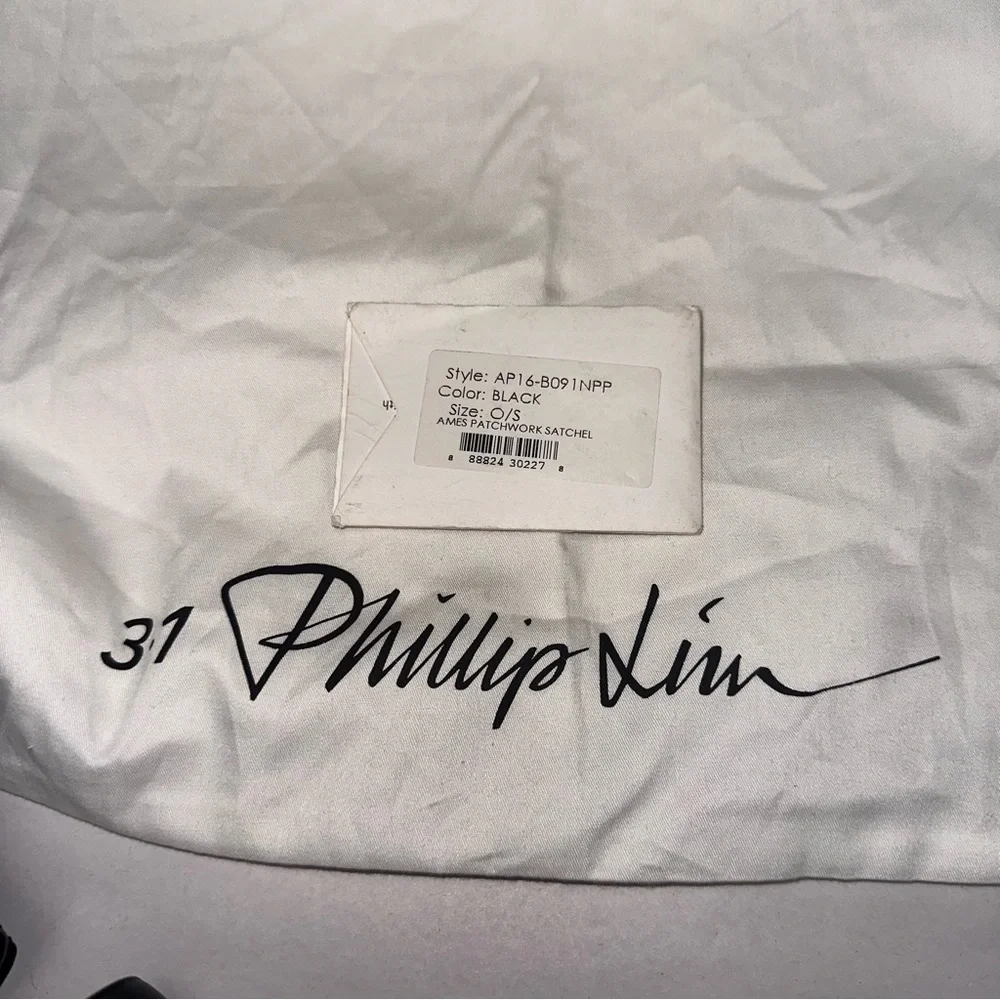 Style: AP16-B091NPP
Color: BLACK
Size: O/S
AMES PATCHWORK SATCHEL
8 88824 30227 8
3.1 Phillip Lim